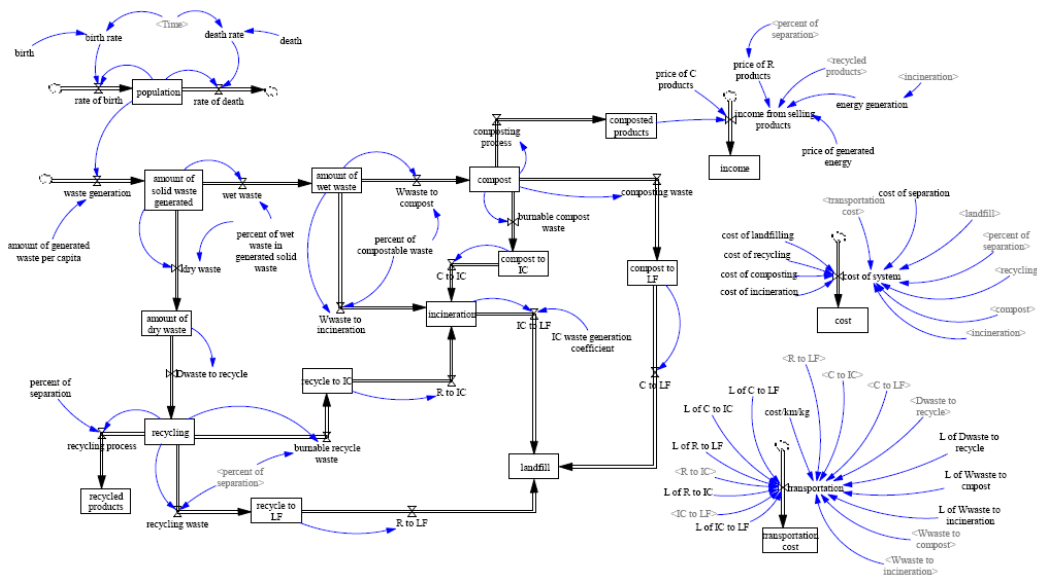 <Time>
birth rate
death rate
birth
death
population
rate of birth
rate of death
waste generation
amount of
solid waste
generated
wet waste
amount of
wet waste
Wwaste to
compost
composting
process
compost
composted
products
composting waste
burnable compost
waste
amount of generated
waste per capita
dry waste
percent of wet
waste in
generated solid
waste
percent of
compostable waste
C to IC
compost to
IC
compost to
LF
amount of
dry waste
Wwaste to
incineration
incineration
IC to LF
IC waste generation
coefficient
Dwaste to recycle
recycle to IC
R to IC
C to LF
percent of
separation
recycling process
recycling
burnable recycle
waste
landfill
recycled
products
<percent of
separation>
recycling waste
recycle to
LF
R to LF
<percent of
separation>
price of C
products
price of R
products
<recycled
products>
<incineration>
energy generation
income from selling
products
price of generated
energy
income
cost of separation
<transportation
cost>
<landfill>
cost of landfilling
<percent of
separation>
cost of recycling
<recycling>
cost of composting
cost of system
cost of incineration
<compost>
cost
<incineration>
<R to LF>
<C to IC>
<C to LF>
L of C to LF
cost/km/kg
<Dwaste to
recycle>
L of C to IC
L of Dwaste to
recycle
L of R to LF
<R to IC>
L of Wwaste to
cmpost
L of R to IC
transportation
<IC to LF>
L of Wwaste to
incineration
L of IC to LF
<Wwaste to
compost>
transportation
cost
<Wwaste to
incineration>